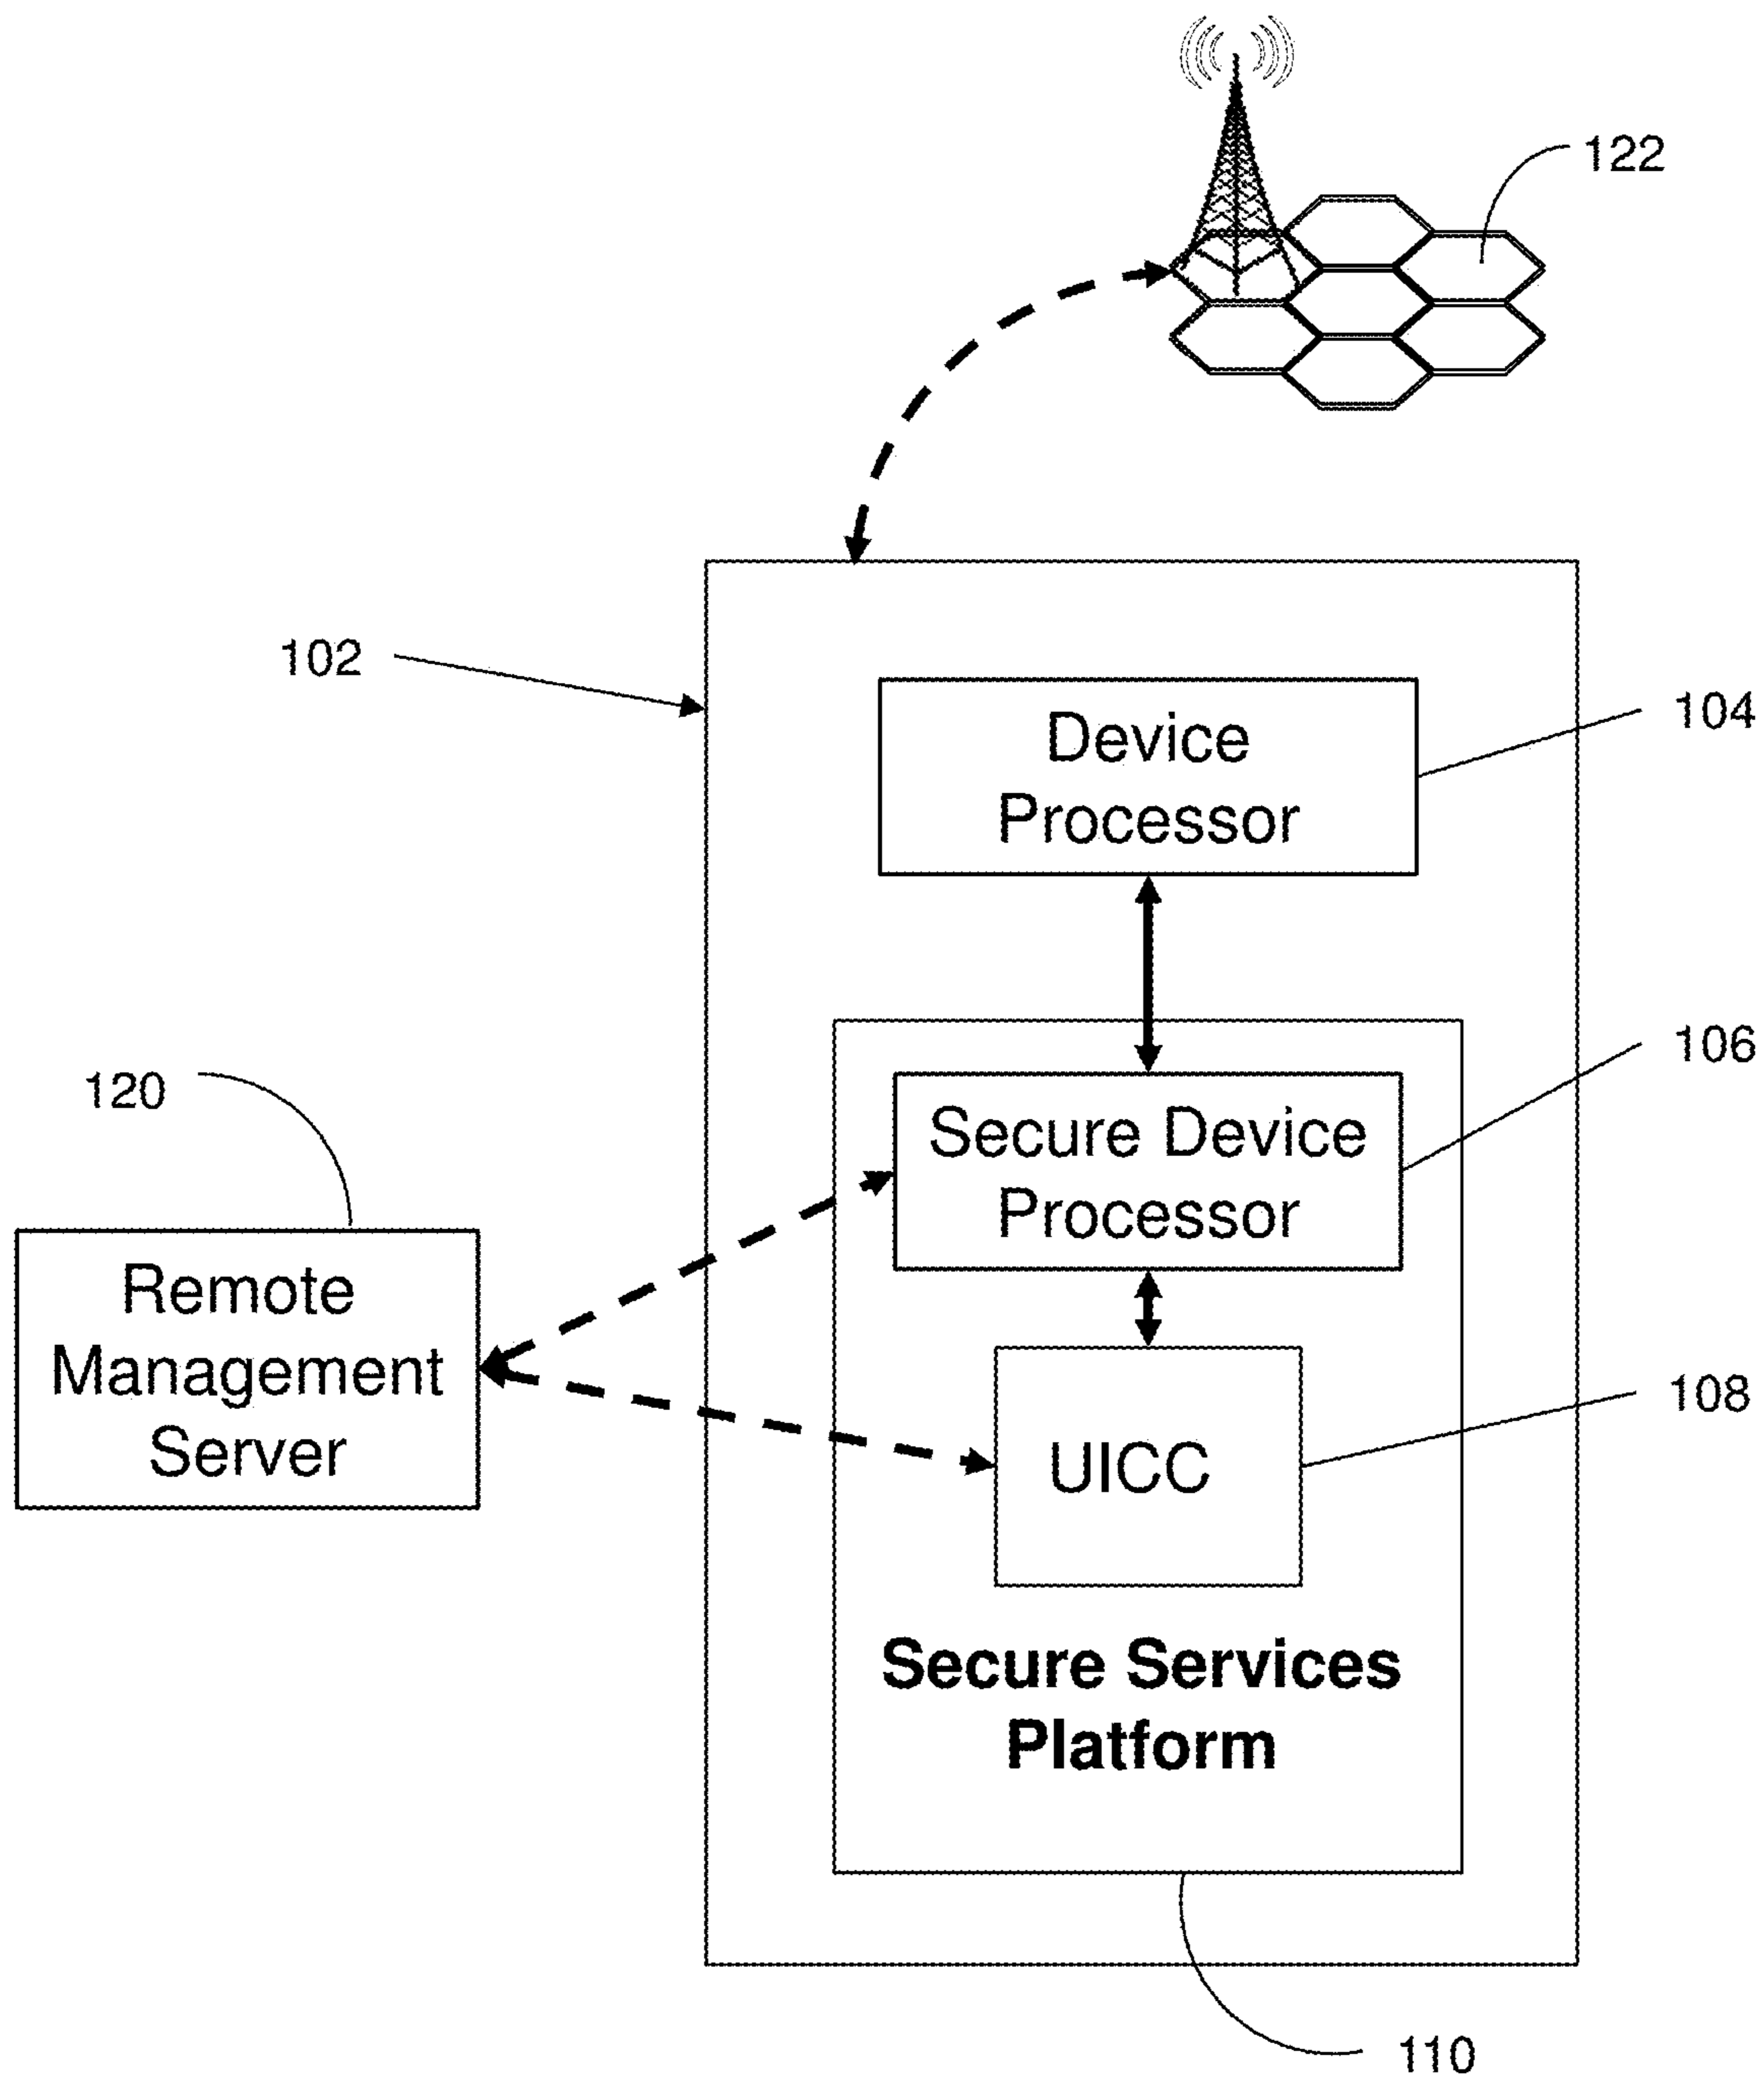 122
102
Device
Processor
104
106
120
Secure Device
Processor
Remote
Management
Server
108
UICC
Secure Services
Platform
110